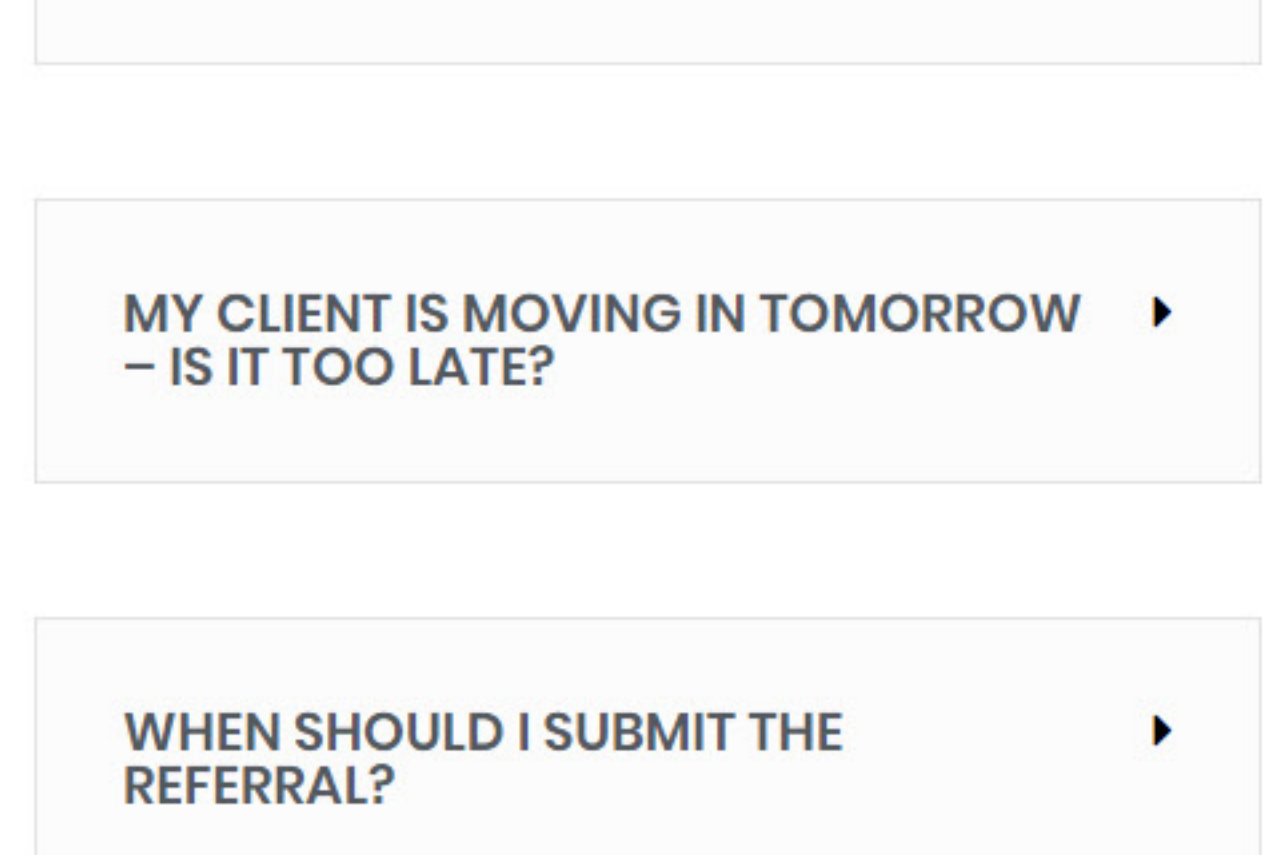 MY CLIENT IS MOVING IN TOMORROW
– IS IT TOO LATE?
WHEN SHOULD I SUBMIT THE
REFERRAL?